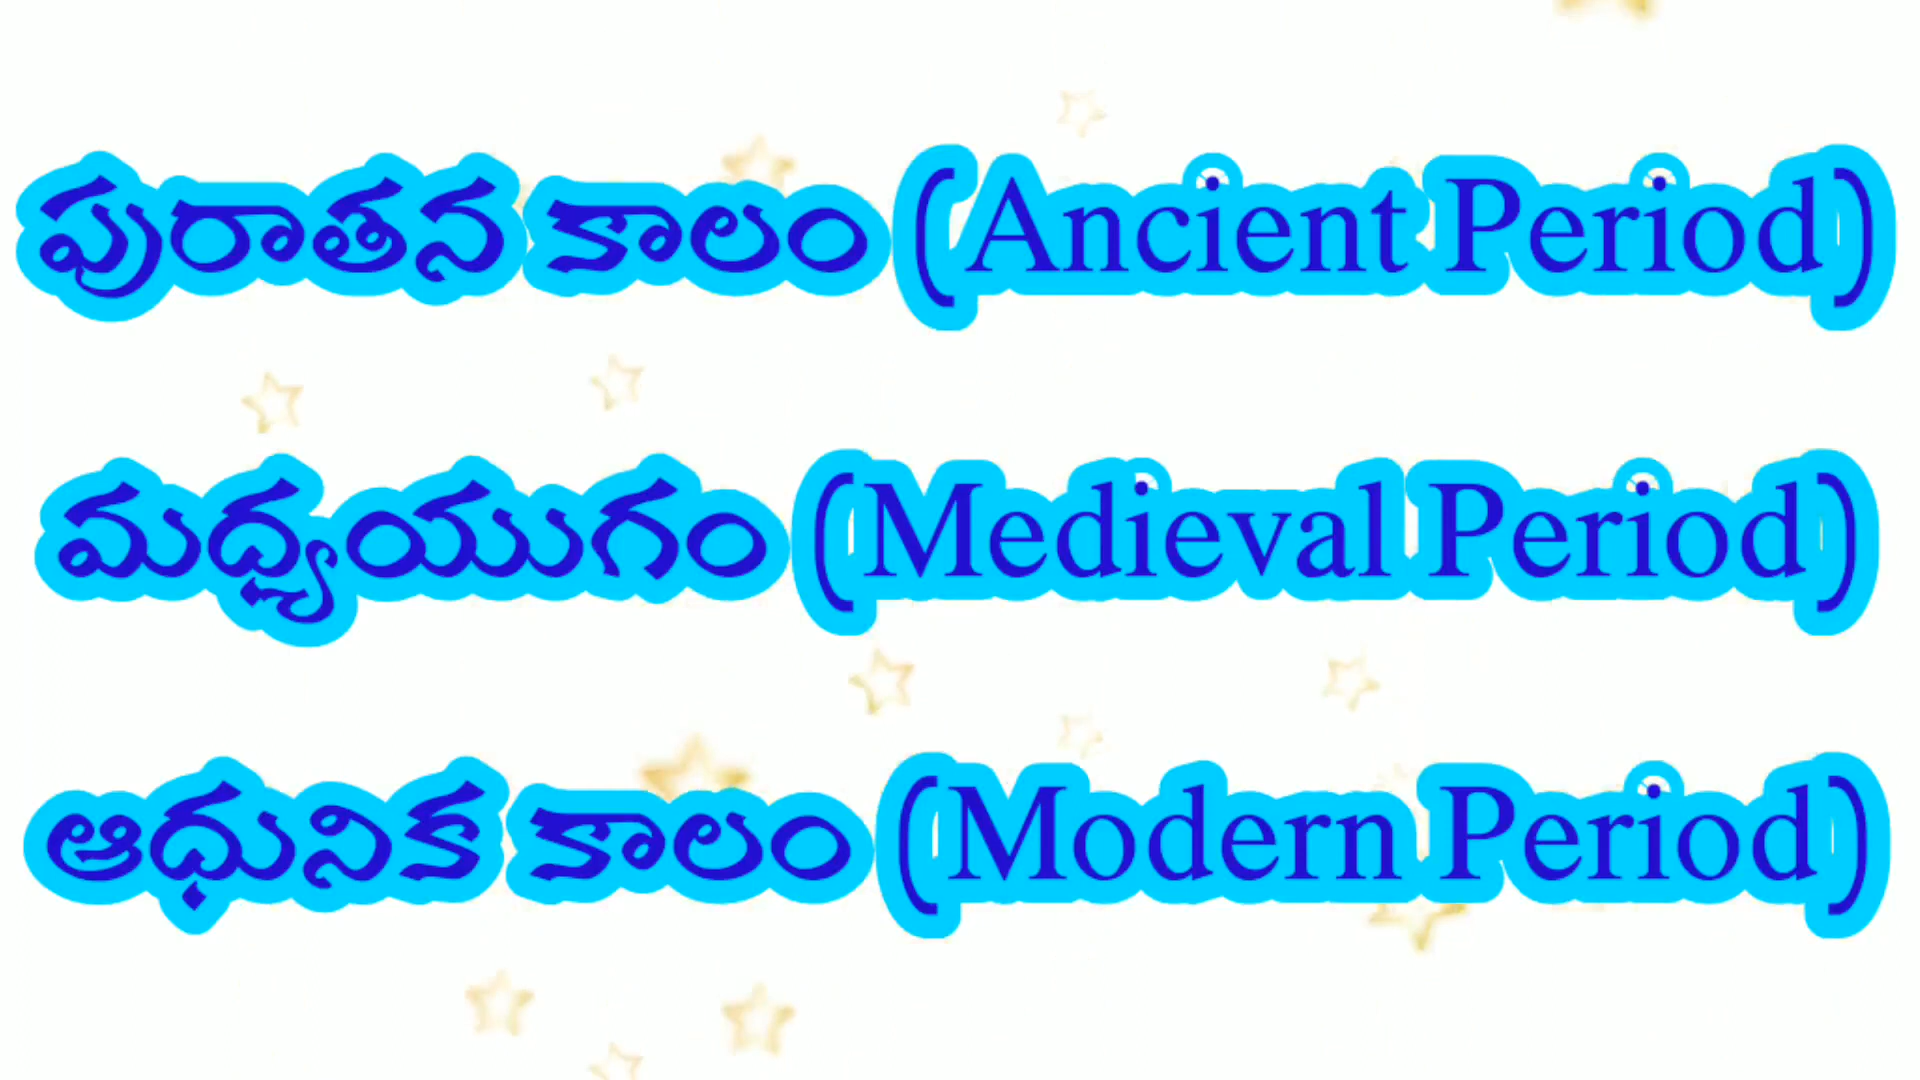 పురాతన కాలం (Ancient Period)
మధ్యయుగం (Medieval Period)
ఆధునిక కాలం (Modern Period)